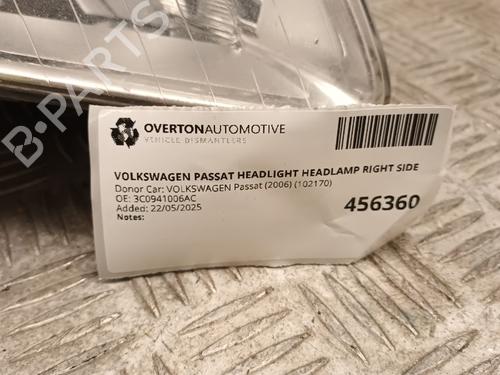 B-PARTS
OVERTONAUTOMOTIVE
VEHICLE DISMANTLERS
VOLKSWAGEN PASSAT HEADLIGHT HEADLAMP RIGHT SIDE
Donor Car: VOLKSWAGEN Passat (2006) (102170)
OE: 3C0941006AC
Added: 22/05/2025
Notes:
456360